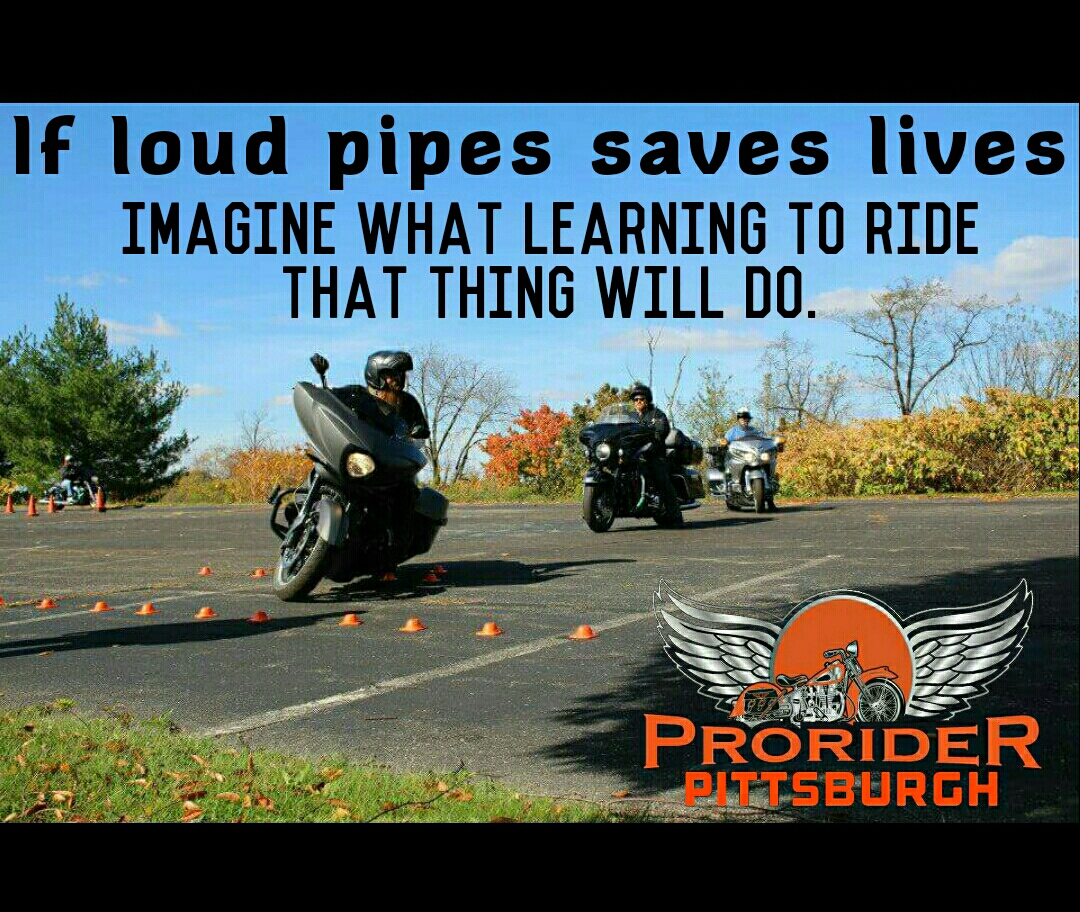 If loud pipes saves lives
IMAGINE WHAT LEARNING TO RIDE
THAT THING WILL DO.
PRORIDER
PITTSBURGH